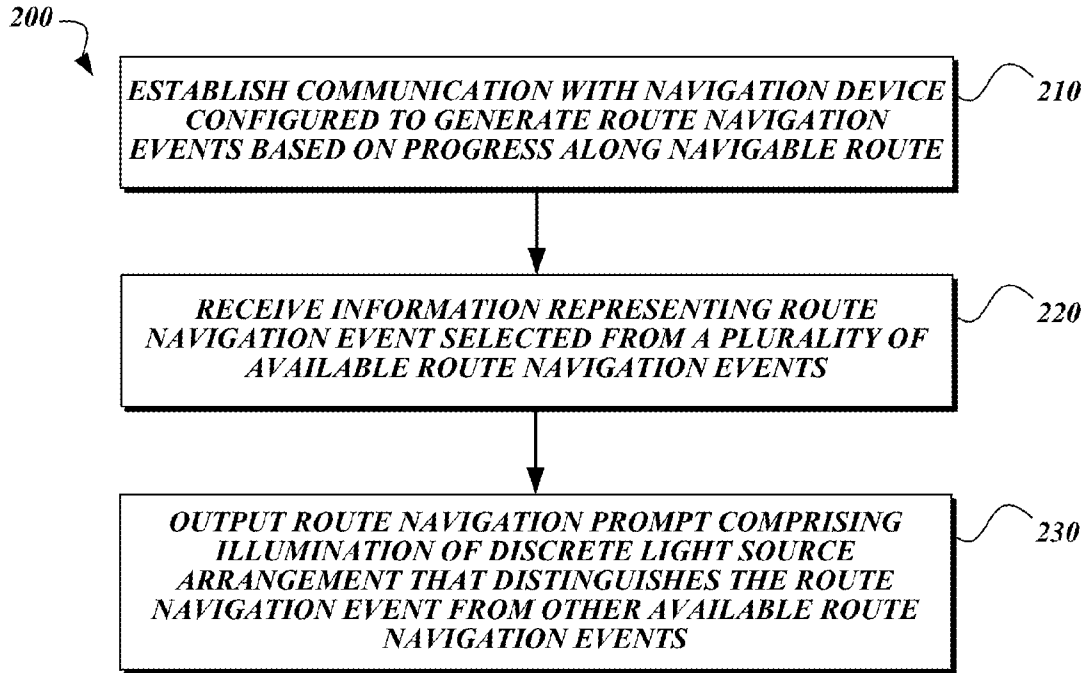 200
ESTABLISH COMMUNICATION WITH NAVIGATION DEVICE
CONFIGURED TO GENERATE ROUTE NAVIGATION
EVENTS BASED ON PROGRESS ALONG NAVIGABLE ROUTE
210
RECEIVE INFORMATION REPRESENTING ROUTE
NAVIGATION EVENT SELECTED FROM A PLURALITY OF
AVAILABLE ROUTE NAVIGATION EVENTS
220
OUTPUT ROUTE NAVIGATION PROMPT COMPRISING
ILLUMINATION OF DISCRETE LIGHT SOURCE
ARRANGEMENT THAT DISTINGUISHES THE ROUTE
NAVIGATION EVENT FROM OTHER AVAILABLE ROUTE
NAVIGATION EVENTS
230